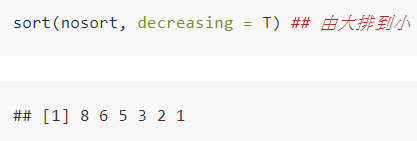 sort(nosort, decreasing = T) ## 由大排到小
## [1] 8 6 5 3 2 1